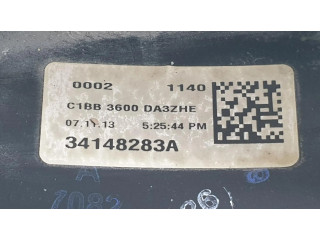 0002 1140
C1BB 3600 DA3ZHE
07.11.13 5:25:44 PM
34148283A
A